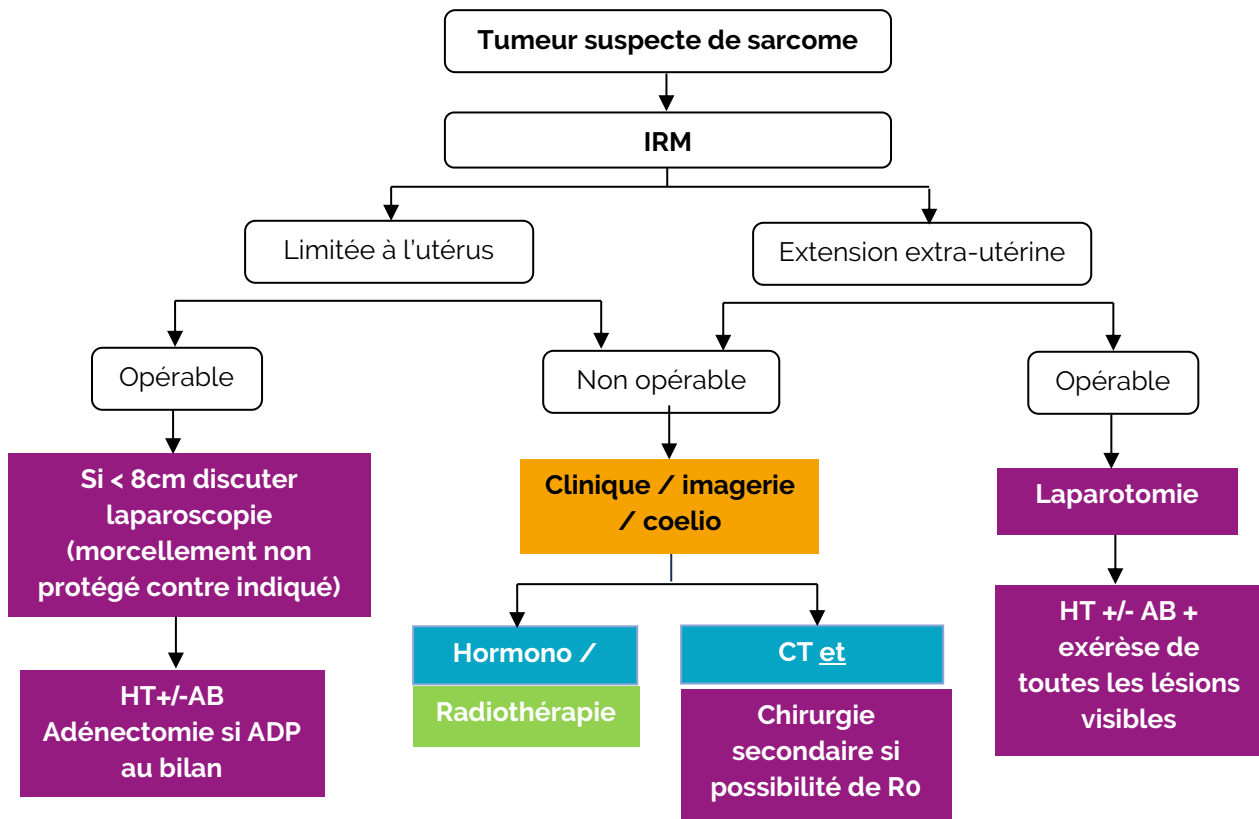 Tumeur suspecte de sarcome
IRM
Limitée à l'utérus
Extension extra-utérine
Opérable
Non opérable
Opérable
Si < 8cm discuter
laparoscopie
(morcellement non
protégé contre indiqué)
Clinique / imagerie
/ coelio
Laparotomie
HT+/-AB
Adénectomie si ADP
au bilan
Hormono /
Radiothérapie
CT et
Chirurgie
secondaire si
possibilité de R0
HT +/- AB +
exérèse de
toutes les lésions
visibles